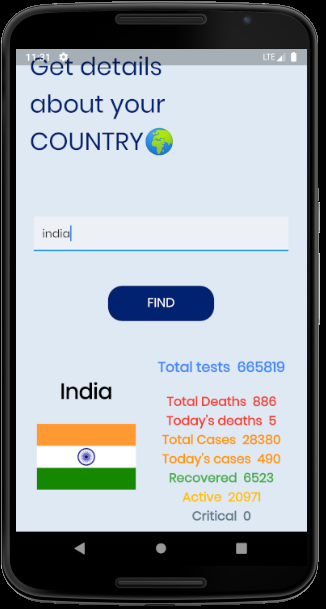 11:31
LTE
Get details
about your
COUNTRY
india
FIND
Total tests 665819
India
Total Deaths 886
Today's deaths 5
Total Cases 28380
Today's cases 490
Recovered 6523
Active 20971
Critical 0